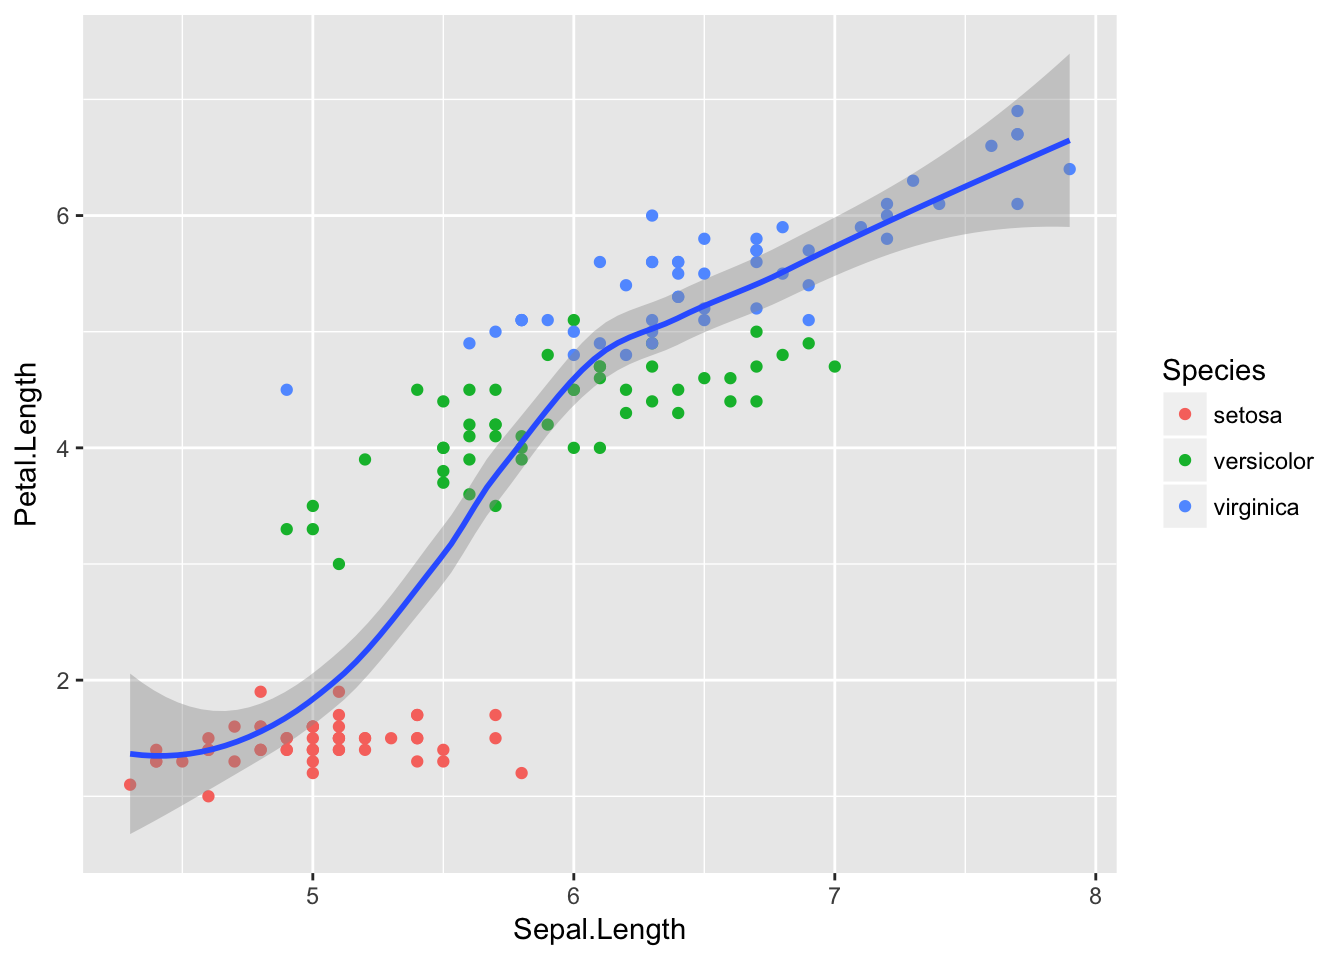 Petal.Length
6
4
2
5 6 7 8
Sepal.Length
Species
setosa
versicolor
virginica